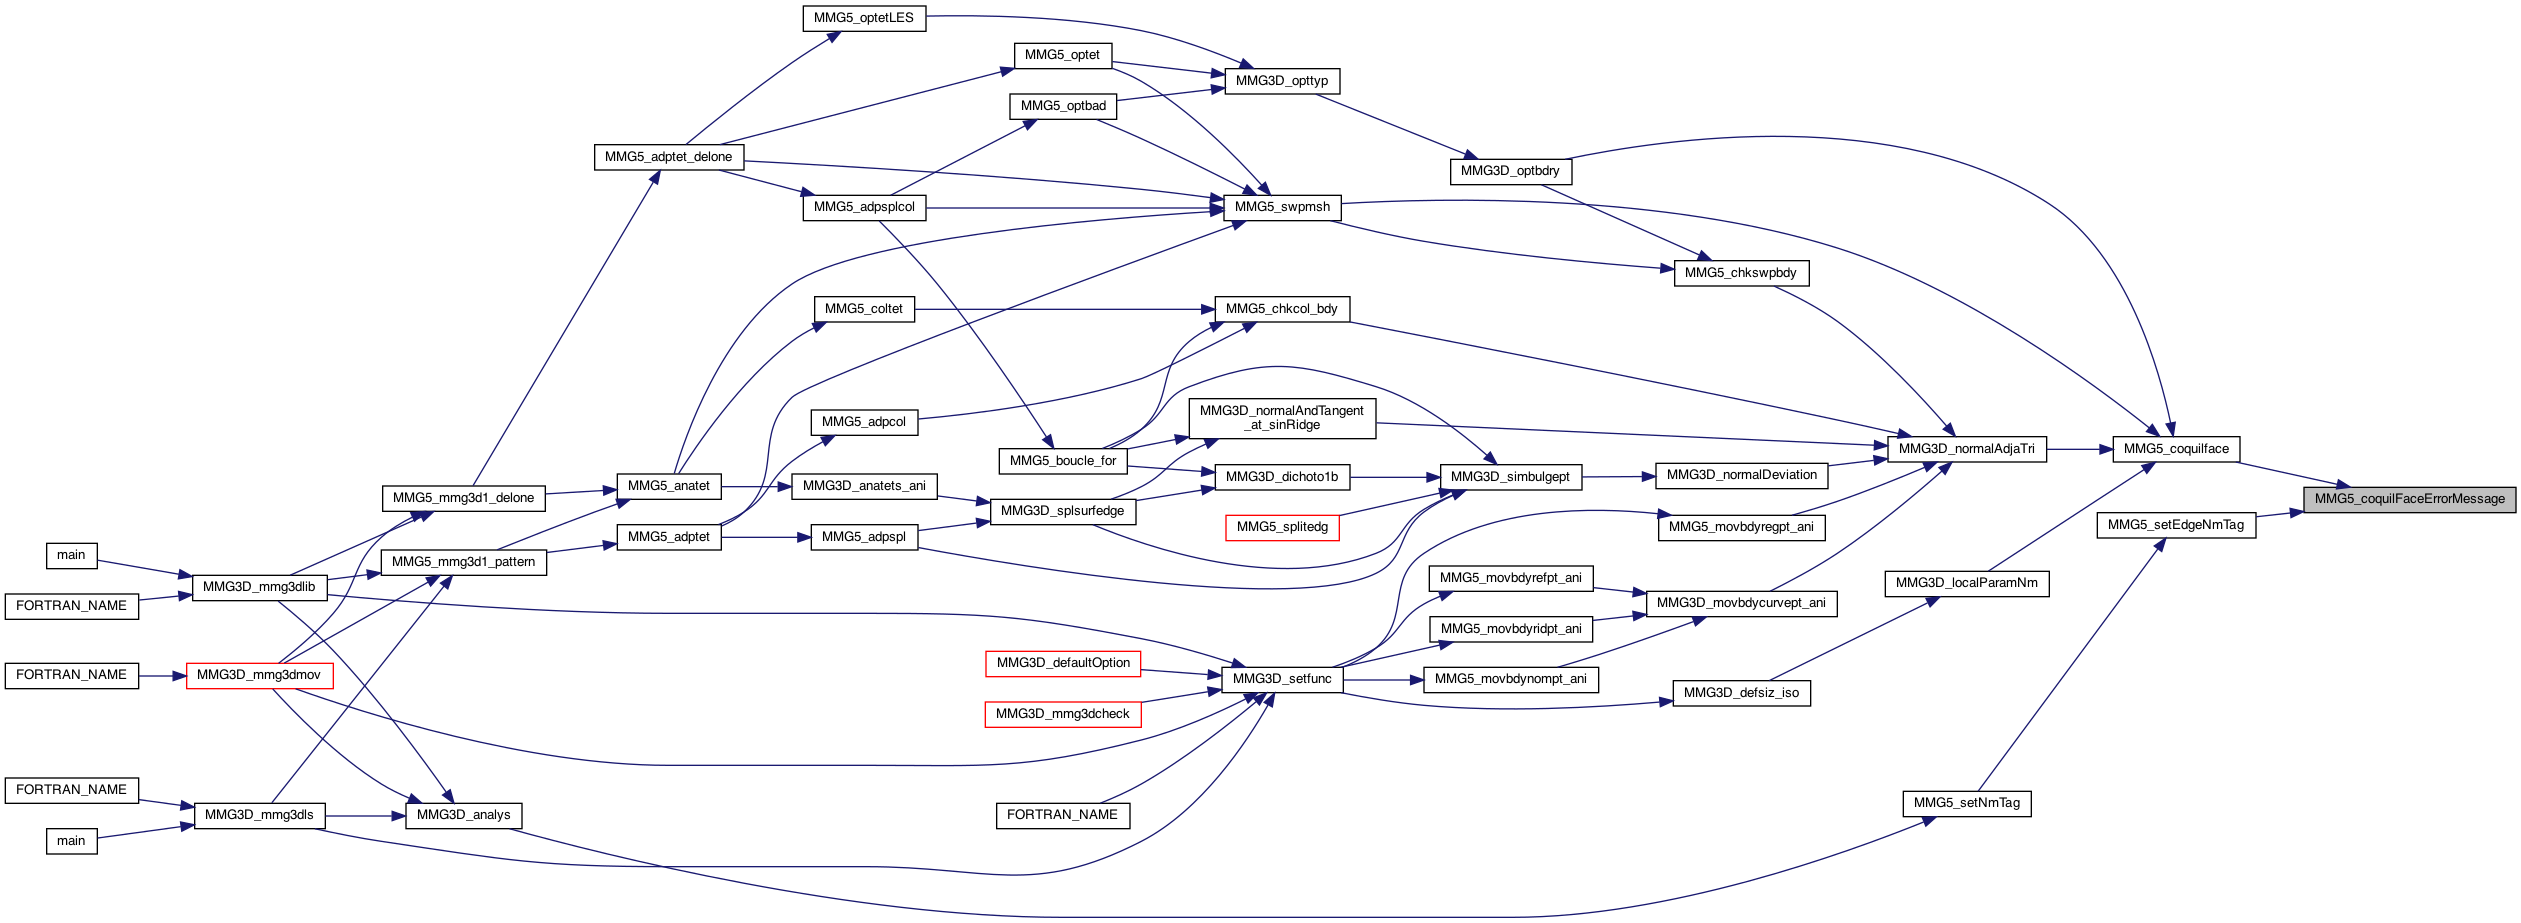 MMG5_optetLES
MMG5_optet
MMG3D_opttyp
MMG5_optbad
MMG5_adptet_delone
MMG3D_optbdry
MMG5_adpsplcol
MMG5_swpmsh
MMG5_chkswpbdy
MMG5_coltet
MMG5_chkcol_bdy
MMG5_adpcol
MMG3D_normalAndTangent
_at_sinRidge
MMG5_boucle_for
MMG3D_normalAdjaTri
MMG5_coquilface
MMG5_anatet
MMG3D_anatets_ani
MMG3D_dichoto1b
MMG3D_simbulgept
MMG3D_normalDeviation
MMG5_mmg3d1_delone
MMG5_coquilFaceErrorMessage
MMG3D_splsurfedge
MMG5_splitedg
MMG5_movbdyregpt_ani
MMG5_setEdgeNmTag
MMG5_adptet
MMG5_adpspl
main
MMG5_mmg3d1_pattern
MMG3D_mmg3dlib
MMG5_movbdyrefpt_ani
MMG3D_localParamNm
FORTRAN_NAME
MMG3D_movbdycurvept_ani
MMG5_movbdyridpt_ani
MMG3D_defaultOption
FORTRAN_NAME
MMG3D_mmg3dmov
MMG3D_setfunc
MMG5_movbdynompt_ani
MMG3D_defsiz_iso
MMG3D_mmg3dcheck
FORTRAN_NAME
MMG3D_mmg3dls
MMG3D_analys
FORTRAN_NAME
MMG5_setNmTag
main